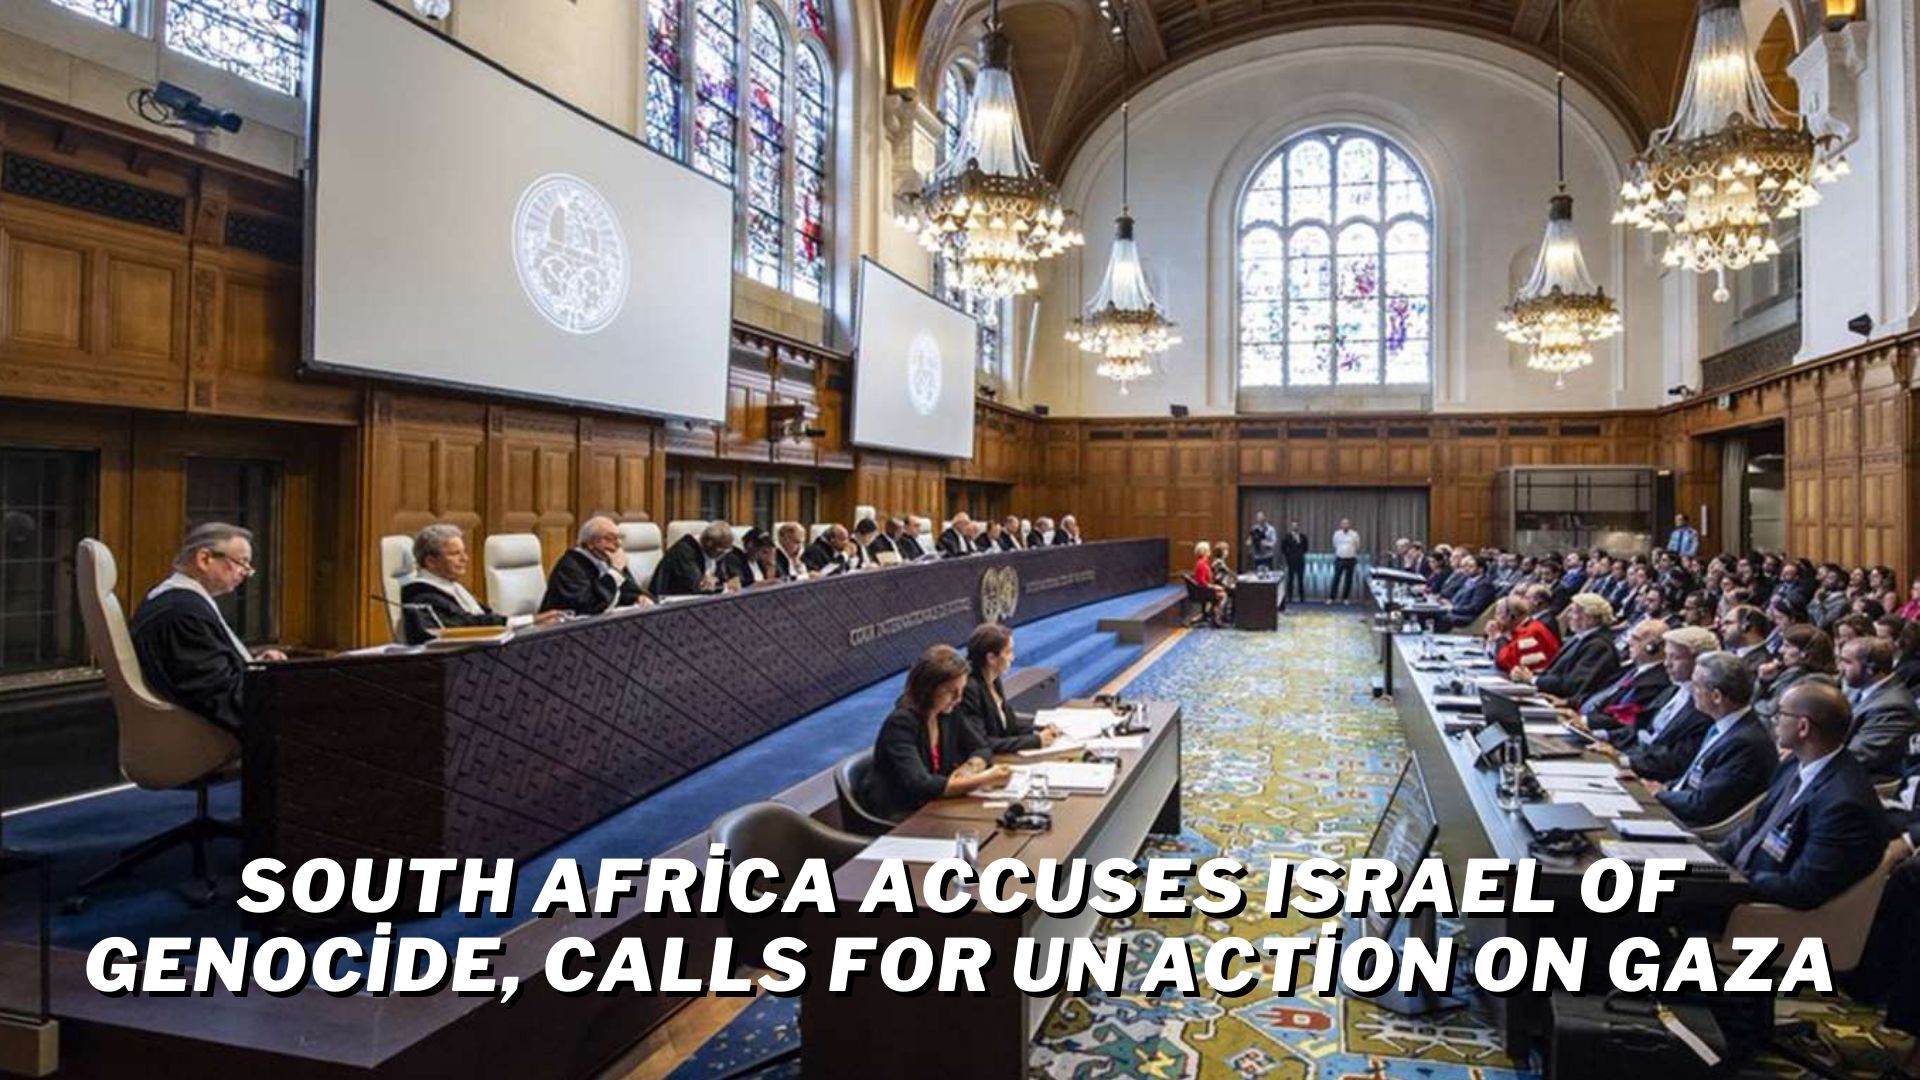 SOUTH AFRİCA ACCUSES ISRAEL OF
GENOCİDE, CALLS FOR UN ACTİON ON GAZA